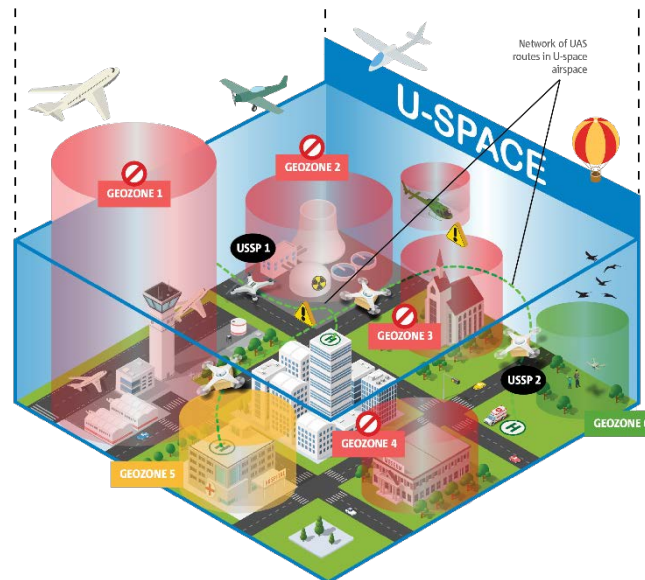 Network of UAS
routes in U-space
airspace
U-SPACE
GEOZONE 1
GEOZONE 2
USSP 1
GEOZONE 3
USSP 2
GEOZONE 4
GEOZONE 5
GEOZONE
H
H
H